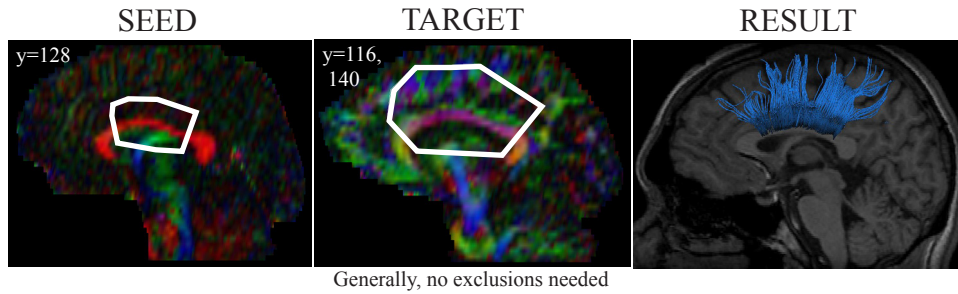 SEED
TARGET
RESULT
y=128
y=116,
140
Generally, no exclusions needed